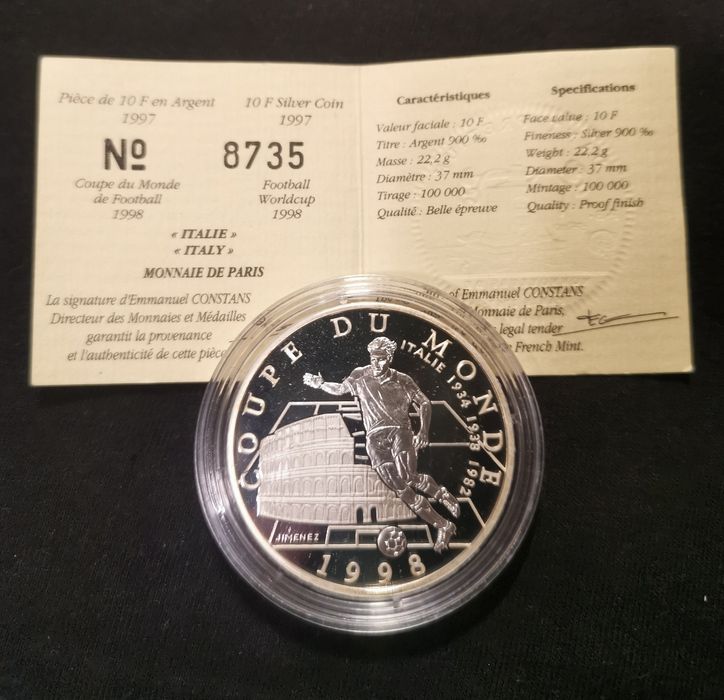 Pièce de 10 F en Argent
1997
10 F Silver Coin
1997
Nº 8735
Coupe du Monde
de Football
1998
Football
Worldcup
1998
« ITALIE »
« ITALY »
MONNAIE DE PARIS
La signature d'Emmanuel CONSTANS
Directeur des Monnaies et Médailles
garantit la provenance
et l'authenticité de cette pièce
Caractéristiques
Valeur faciale : 10 F
Titre : Argent 900 ‰
Masse : 22,2 g
Diamètre : 37 mm
Tirage : 100 000
Qualité : Belle épreuve
Specifications
Face value : 10 F
Fineness : Silver 900 ‰
Weight : 22,2 g
Diameter : 37 mm
Mintage : 100 000
Quality : Proof finish
of Emmanuel CONSTANS
Monnaie de Paris,
legal tender
French Mint.
COUPE DU MONDE
ITALIE 1934 1938 1982
JIMENEZ
1998